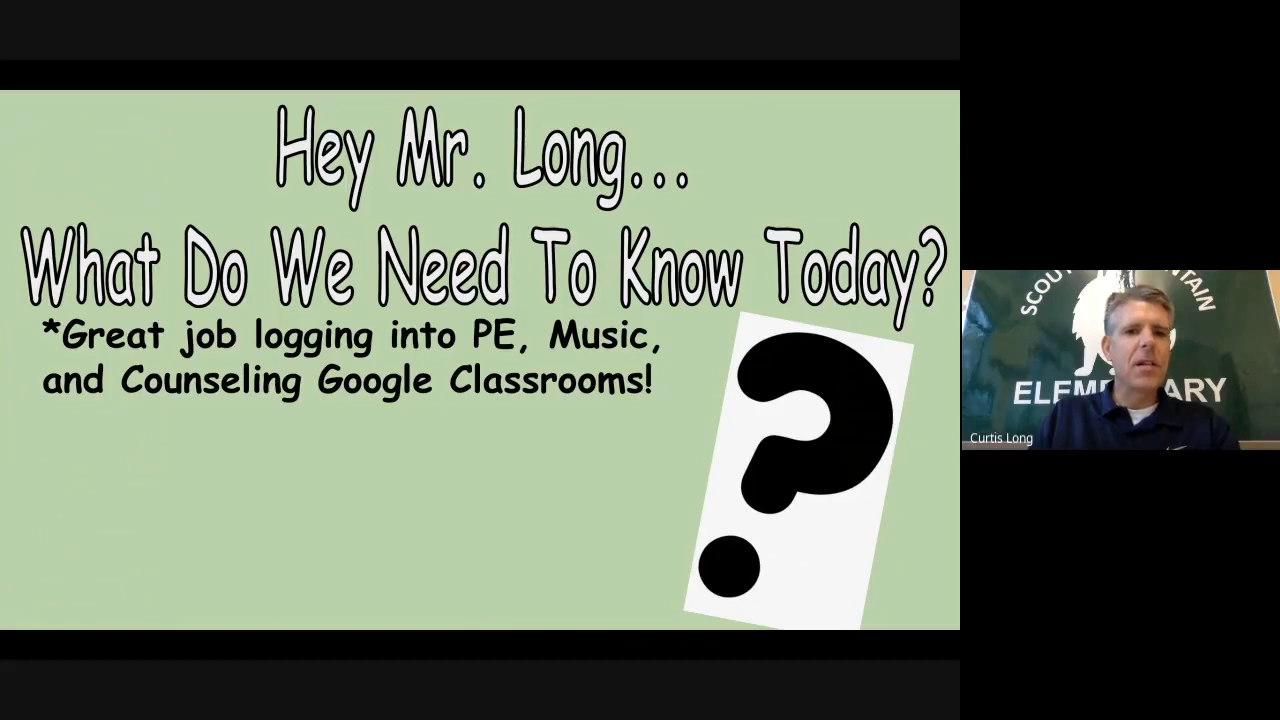 Hey Mr. Long...
What Do We Need To Know Today?
*Great job logging into PE, Music,
and Counseling Google Classrooms!
Curtis Long